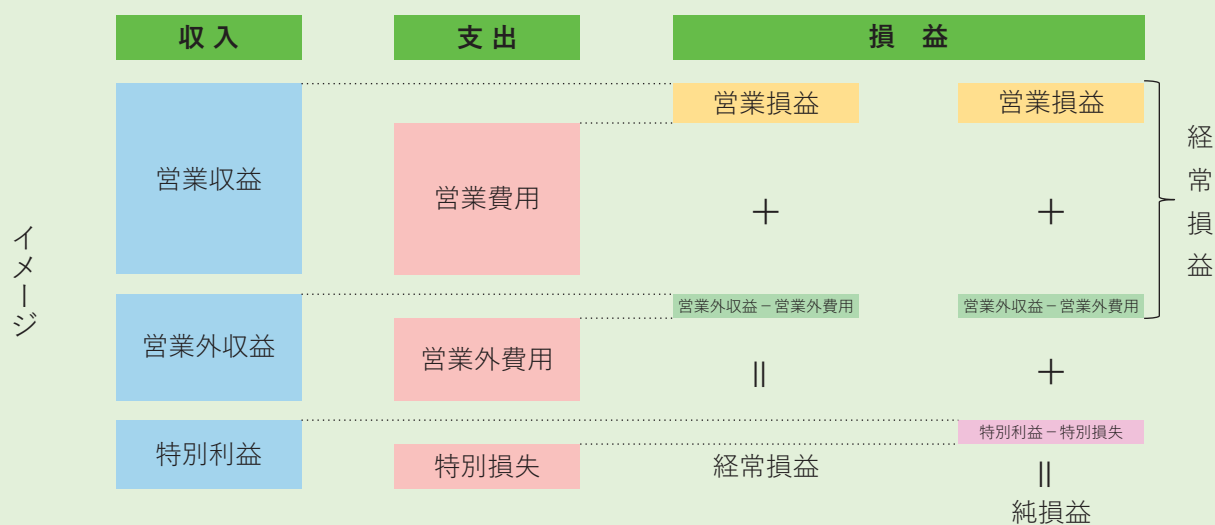 収 入
支 出
損 益
イメージ
営業収益
営業費用
営業損益
営業損益
＋
＋
経常損益
営業外収益
営業外費用
営業外収益－営業外費用
営業外収益－営業外費用
＝
＋
特別利益
特別損失
経常損益
特別利益－特別損失
＝
純損益